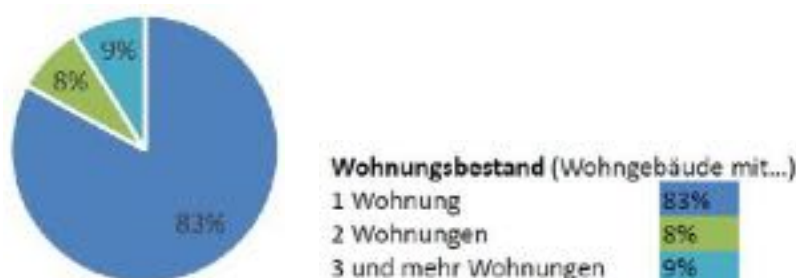 9%
8%
83%
Wohnungsbestand (Wohngebäude mit...)
1 Wohnung 83%
2 Wohnungen 8%
3 und mehr Wohnungen 9%